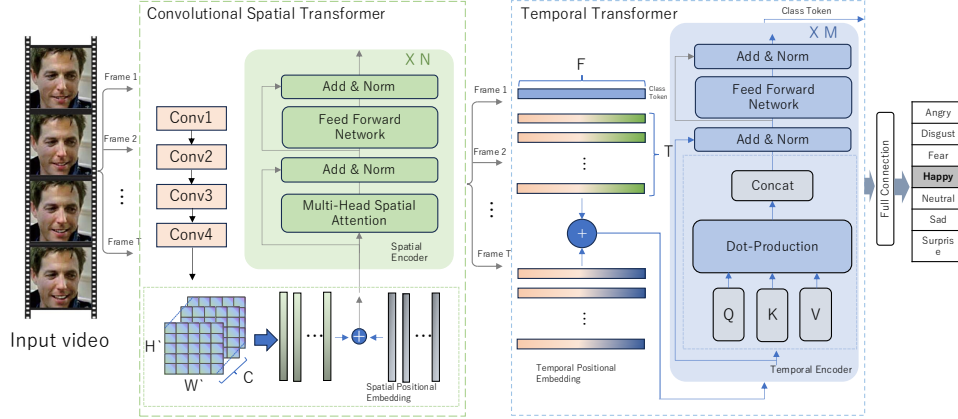 Convolutional Spatial Transformer
Temporal Transformer
Class Token
Input video
Frame 1
Frame 2
Frame T
Conv1
Conv2
Conv3
Conv4
X N
Add & Norm
Feed Forward
Network
Add & Norm
Multi-Head Spatial
Attention
Spatial
Encoder
H`
W`
C
Spatial Positional
Embedding
Frame 1
Frame 2
Frame T
F
Class
Token
T
+
Temporal Positional
Embedding
X M
Add & Norm
Feed Forward
Network
Add & Norm
Concat
Dot-Production
Q
K
V
Temporal Encoder
Full Connection
Angry
Disgust
Fear
Happy
Neutral
Sad
Surpris
e